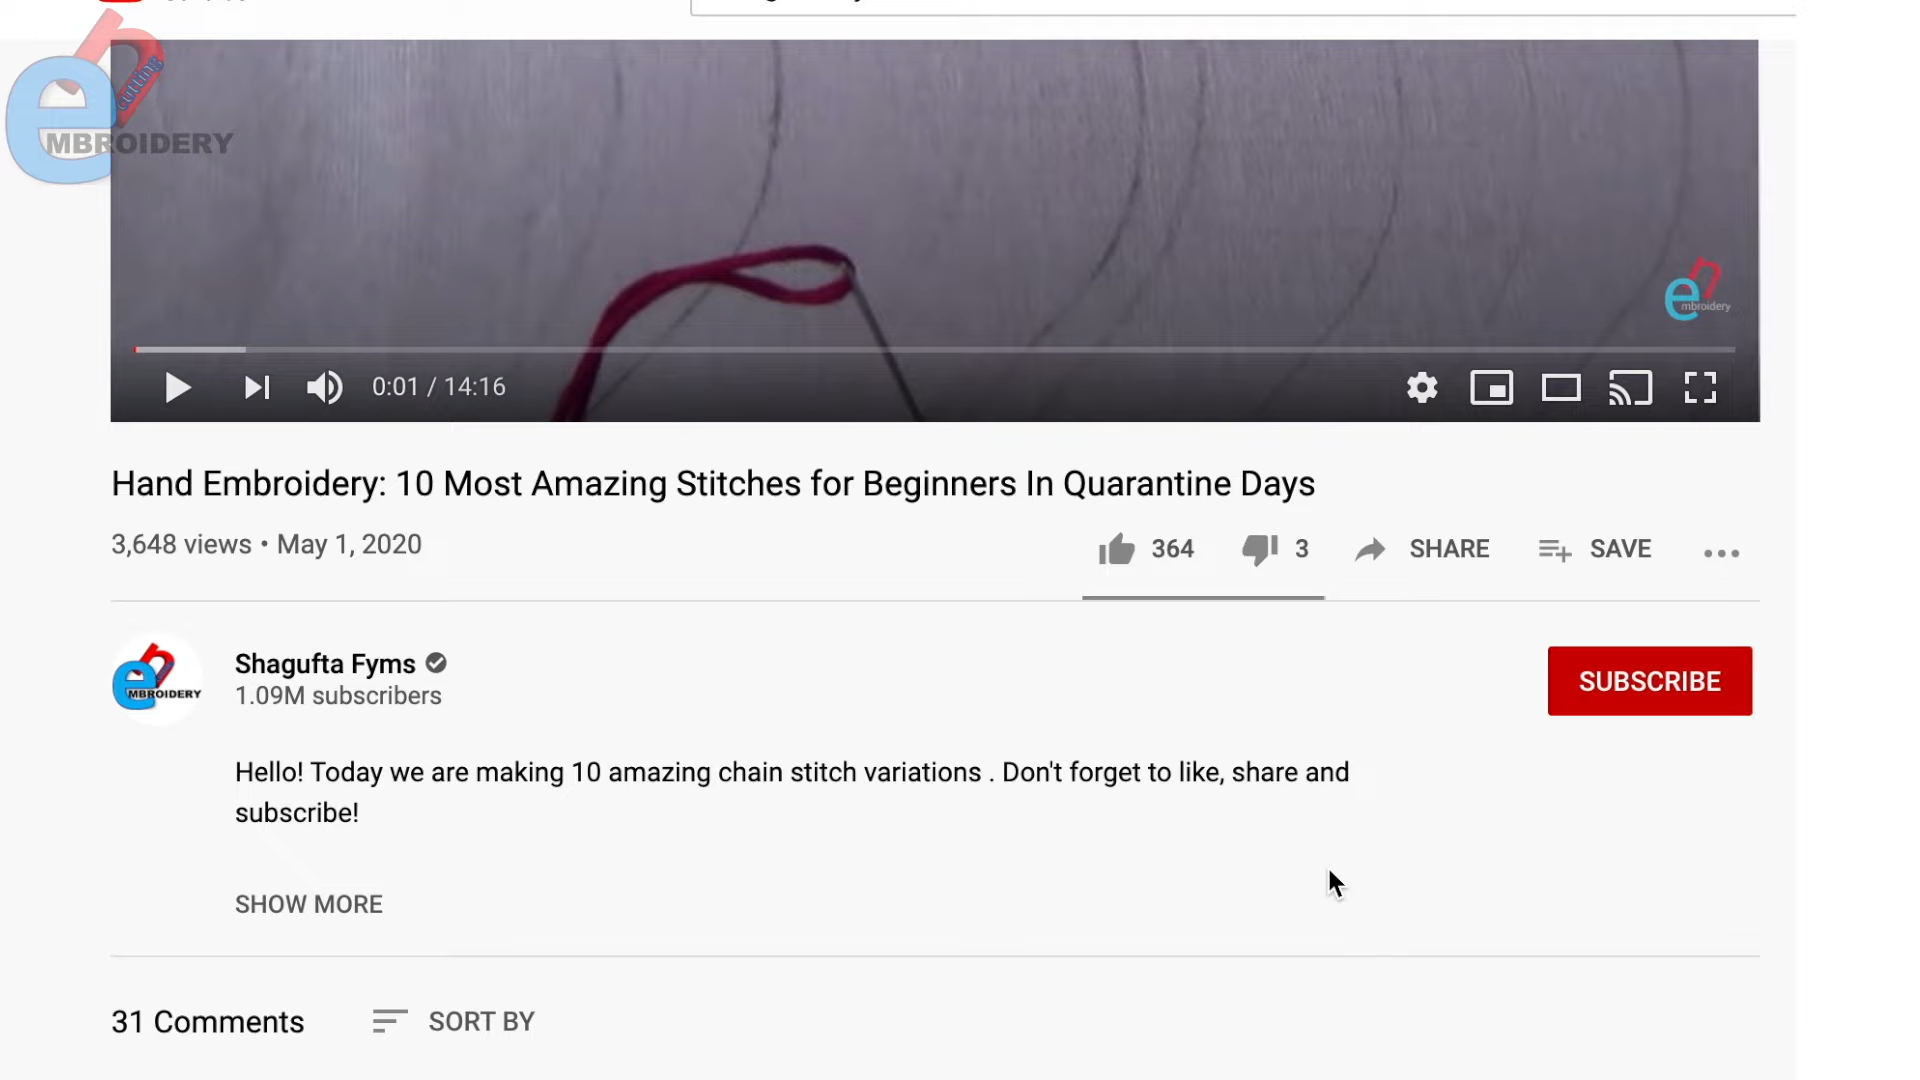 cutting
MBROIDERY
mbroidery
0:01 / 14:16
Hand Embroidery: 10 Most Amazing Stitches for Beginners In Quarantine Days
3,648 views • May 1, 2020
364 3 SHARE SAVE
Shagufta Fyms
1.09M subscribers
SUBSCRIBE
MBROIDERY
Hello! Today we are making 10 amazing chain stitch variations . Don't forget to like, share and
subscribe!
SHOW MORE
31 Comments SORT BY